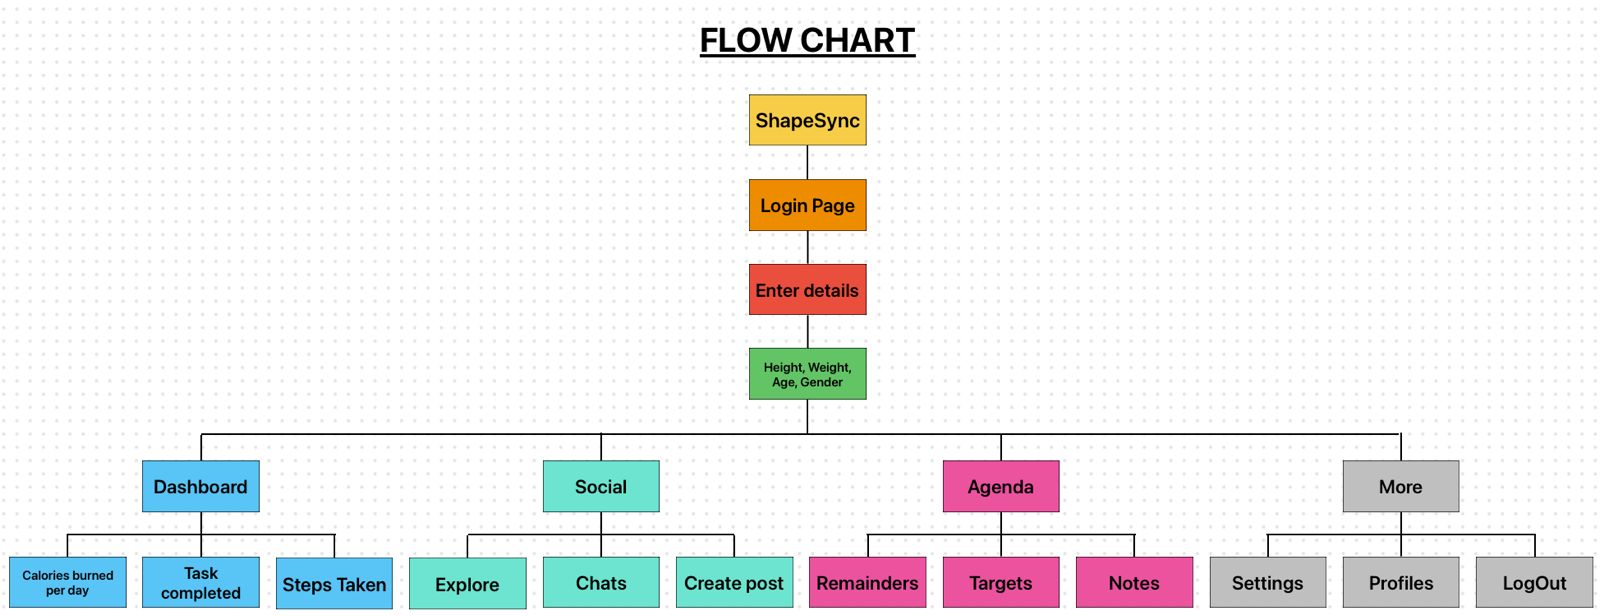 FLOW CHART
ShapeSync
Login Page
Enter details
Height, Weight,
Age, Gender
Dashboard
Social
Agenda
More
Calories burned
per day
Task
completed
Steps Taken
Explore
Chats
Create post
Remainders
Targets
Notes
Settings
Profiles
LogOut